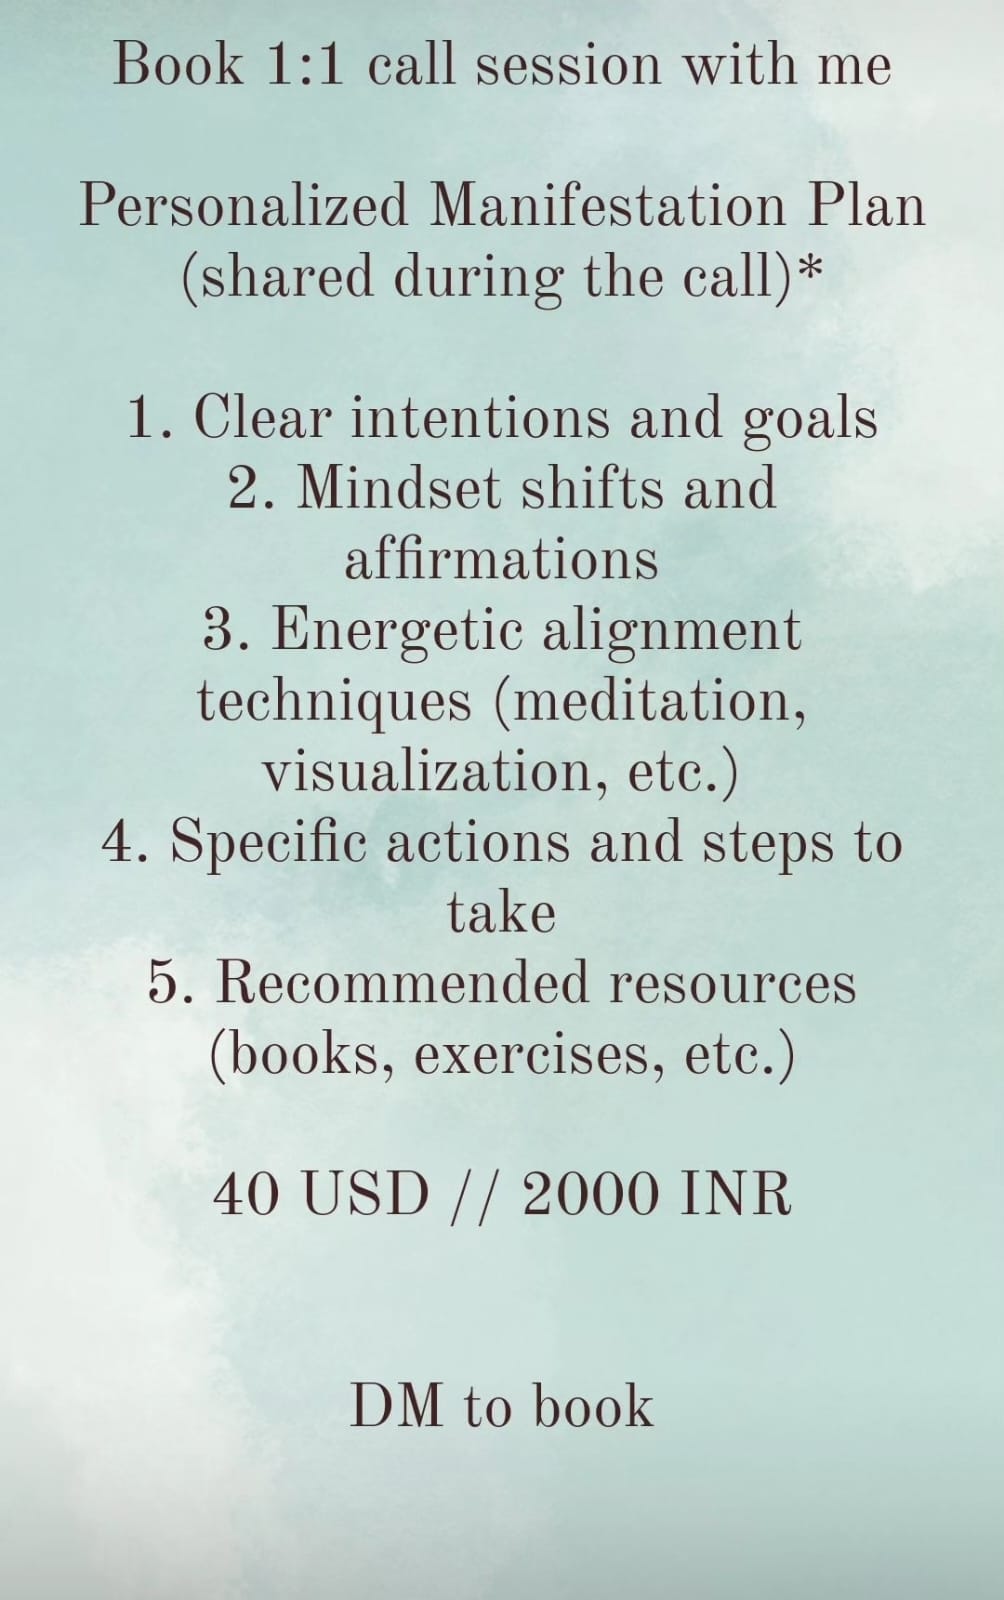 Book 1:1 call session with me
Personalized Manifestation Plan
(shared during the call)*
1. Clear intentions and goals
2. Mindset shifts and
affirmations
3. Energetic alignment
techniques (meditation,
visualization, etc.)
4. Specific actions and steps to
take
5. Recommended resources
(books, exercises, etc.)
40 USD // 2000 INR
DM to book